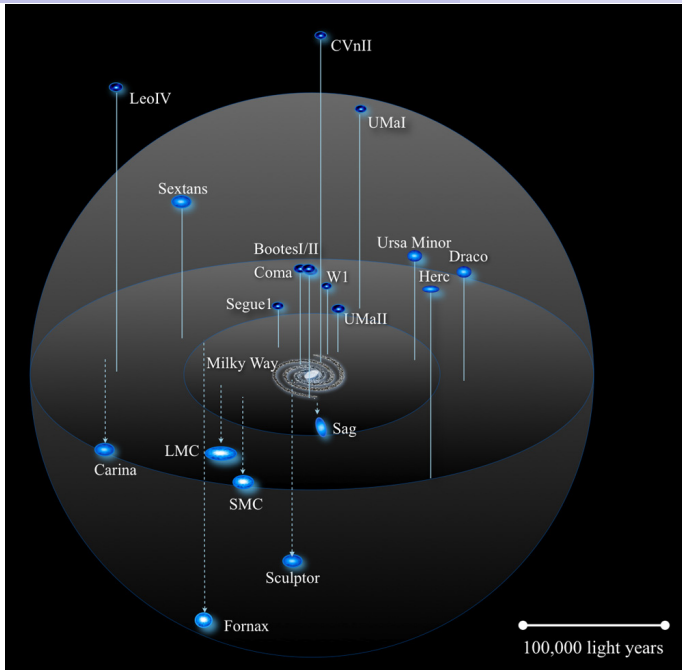 CVnII
LeoIV
UMaI
Sextans
BootesI/II
Ursa Minor
Coma
Draco
W1
Herc
Segue1
UMaII
Milky Way
Sag
LMC
Carina
SMC
Sculptor
Fornax
100,000 light years